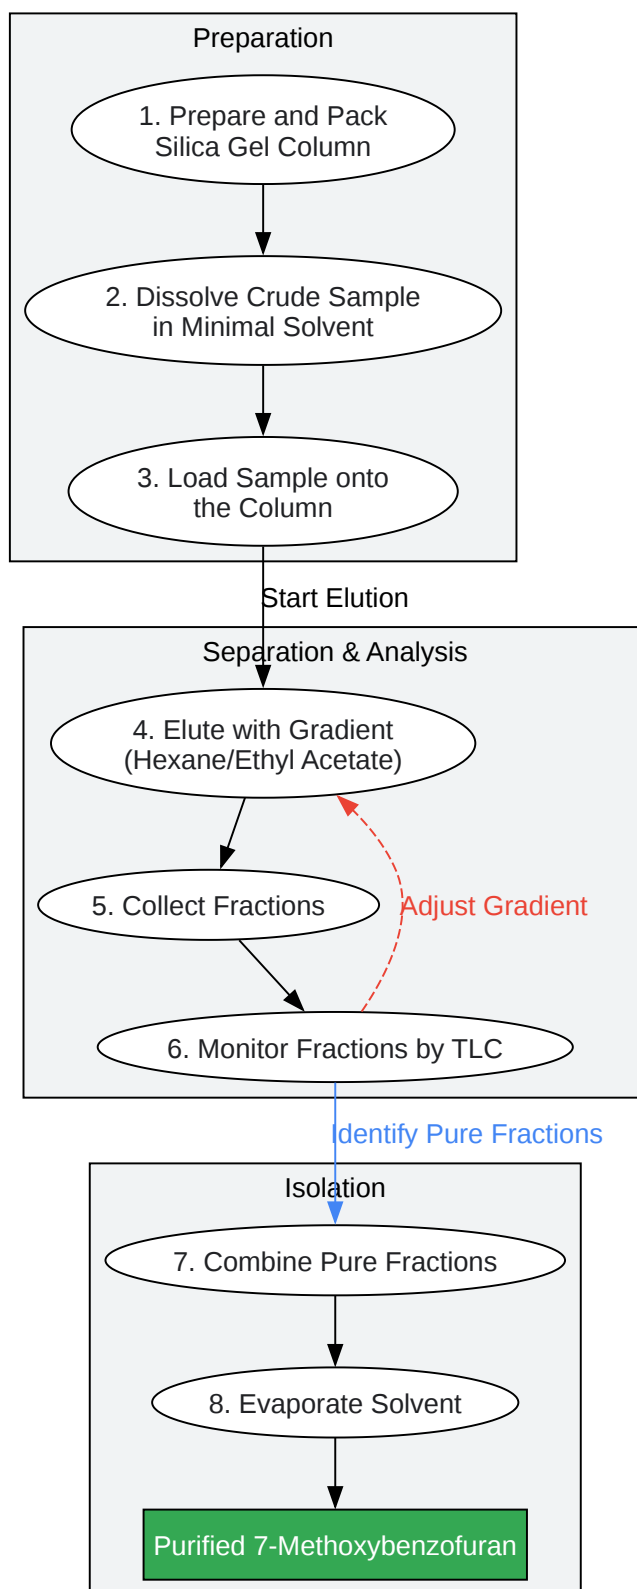 Preparation
1. Prepare and Pack
Silica Gel Column
2. Dissolve Crude Sample
in Minimal Solvent
3. Load Sample onto
the Column
Start Elution
Separation & Analysis
4. Elute with Gradient
(Hexane/Ethyl Acetate)
5. Collect Fractions
Adjust Gradient
6. Monitor Fractions by TLC
Identify Pure Fractions
Isolation
7. Combine Pure Fractions
8. Evaporate Solvent
Purified 7-Methoxybenzofuran